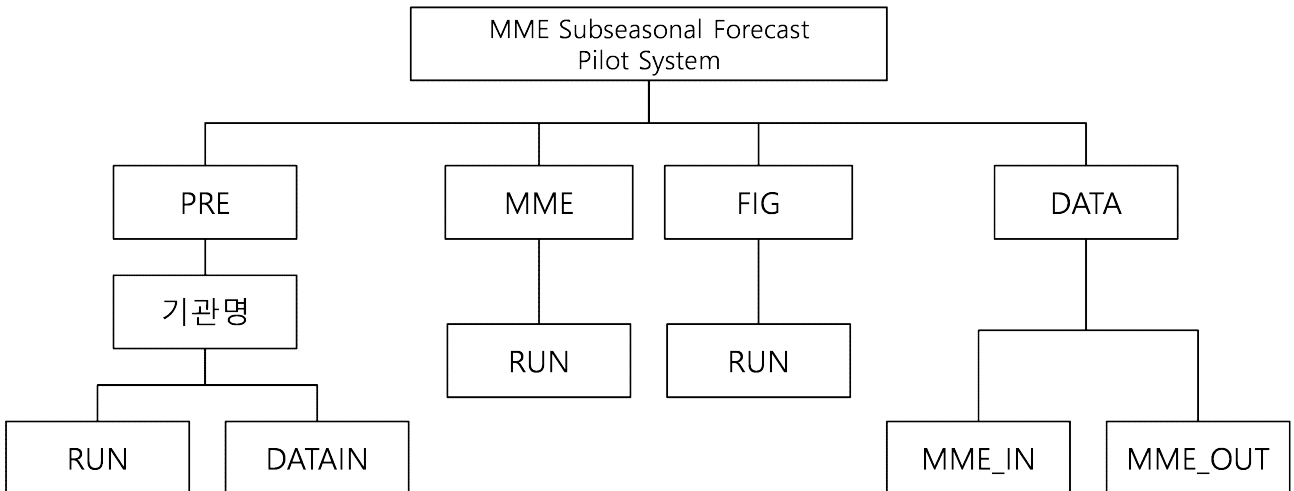 MME Subseasonal Forecast
Pilot System
PRE
MME
FIG
DATA
기관명
RUN
RUN
RUN
DATAIN
MME_IN
MME_OUT